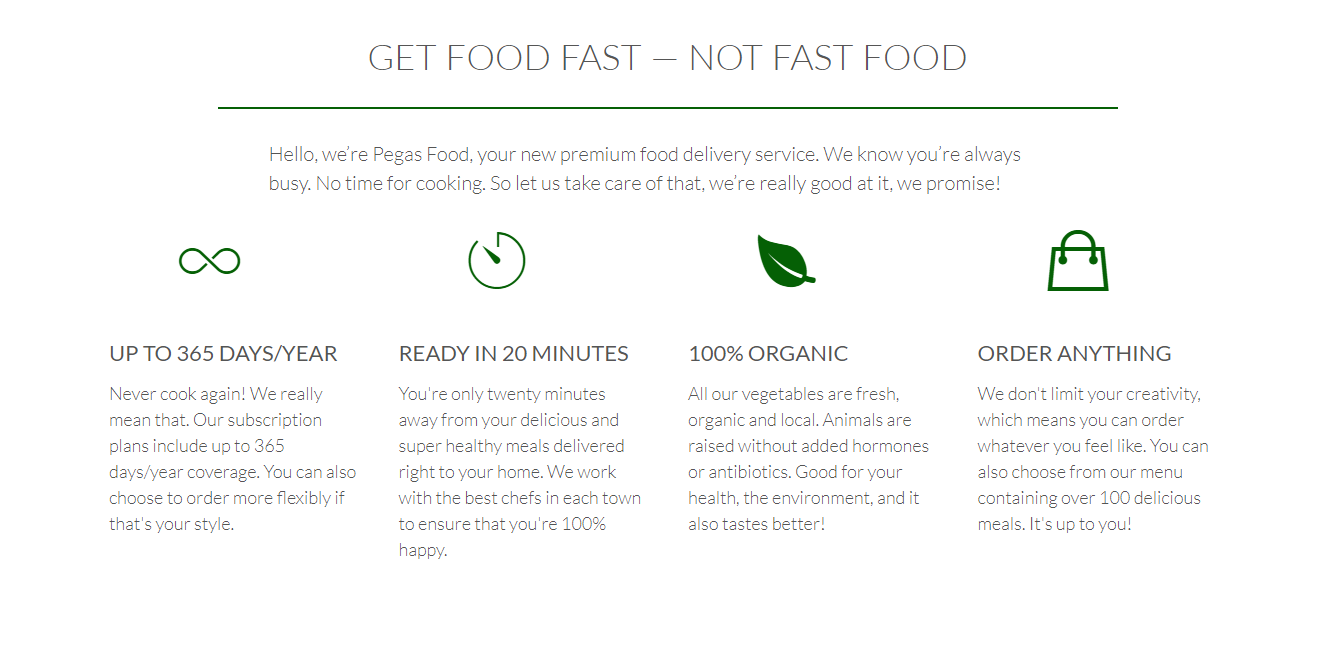 GET FOOD FAST — NOT FAST FOOD
Hello, we’re Pegas Food, your new premium food delivery service. We know you’re always
busy. No time for cooking. So let us take care of that, we’re really good at it, we promise!
UP TO 365 DAYS/YEAR
Never cook again! We really
mean that. Our subscription
plans include up to 365
days/year coverage. You can also
choose to order more flexibly if
that's your style.
READY IN 20 MINUTES
You're only twenty minutes
away from your delicious and
super healthy meals delivered
right to your home. We work
with the best chefs in each town
to ensure that you're 100%
happy.
100% ORGANIC
All our vegetables are fresh,
organic and local. Animals are
raised without added hormones
or antibiotics. Good for your
health, the environment, and it
also tastes better!
ORDER ANYTHING
We don't limit your creativity,
which means you can order
whatever you feel like. You can
also choose from our menu
containing over 100 delicious
meals. It's up to you!